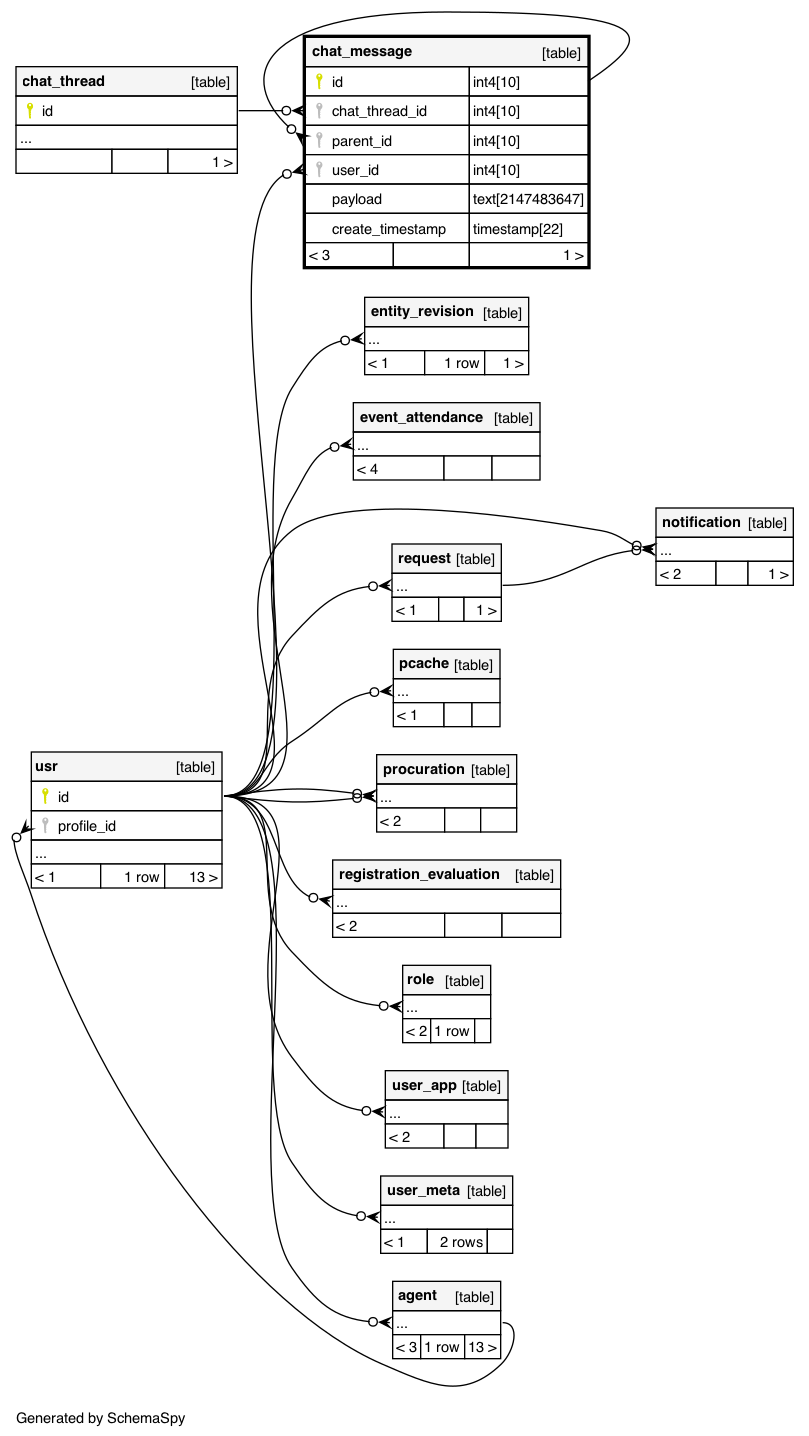 chat_thread [table]
id
...
1 >
chat_message [table]
id int4[10]
chat_thread_id int4[10]
parent_id int4[10]
user_id int4[10]
payload text[2147483647]
create_timestamp timestamp[22]
< 3 1 >
entity_revision [table]
...
< 1 1 row 1 >
event_attendance [table]
...
< 4
notification [table]
...
< 2 1 >
request [table]
...
< 1 1 >
pcache [table]
...
< 1
usr [table]
id
profile_id
...
< 1 1 row 13 >
procuration [table]
...
< 2
registration_evaluation [table]
...
< 2
role [table]
...
< 2 1 row
user_app [table]
...
< 2
user_meta [table]
...
< 1 2 rows
agent [table]
...
< 3 1 row 13 >
Generated by SchemaSpy